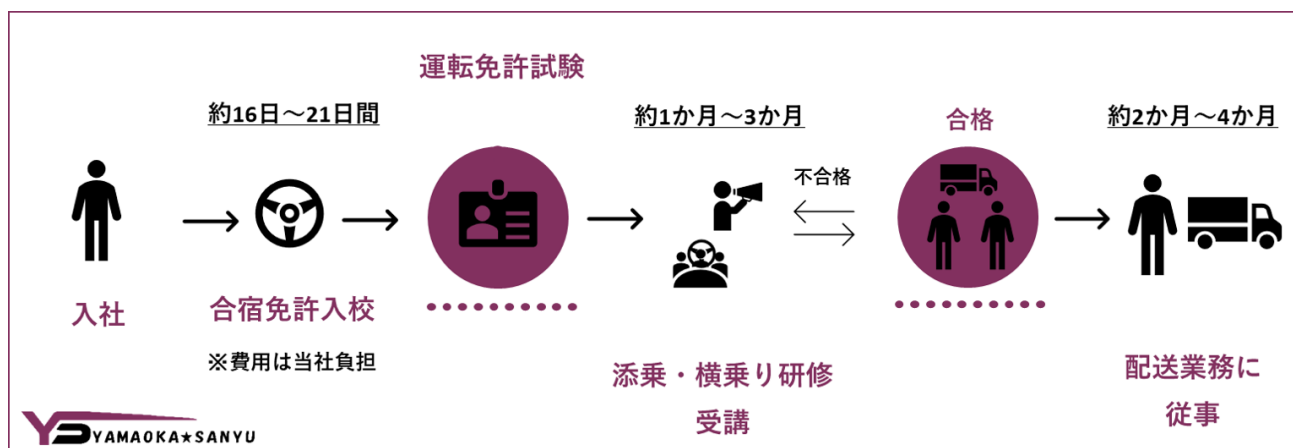 運転免許試験
約16日～21日間
約1か月～3か月
合格
約2か月～4か月
不合格
入社
合宿免許入校
※費用は当社負担
添乗・横乗り研修
受講
配送業務に
従事
YAMAOKA★SANYU